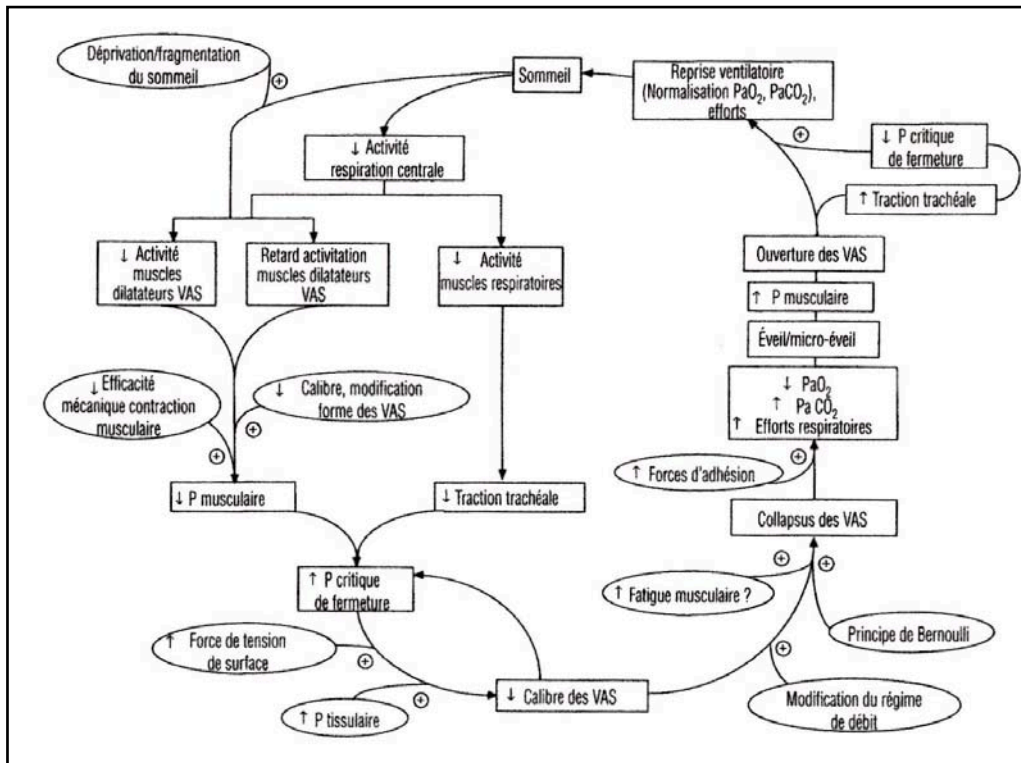 Déprivation/fragmentation
du sommeil
+
Sommeil
Reprise ventilatoire
(Normalisation PaO2, PaCO2),
efforts
+
↓ P critique
de fermeture
↑ Traction trachéale
↓ Activité
respiration centrale
↓ Activité
muscles
dilatateurs VAS
Retard activitation
muscles dilatateurs
VAS
↓ Activité
muscles respiratoires
Ouverture des VAS
↑ P musculaire
Éveil/micro-éveil
↓ PaO2
↑ Pa CO2
↑ Efforts respiratoires
↓ Efficacité
mécanique contraction
musculaire
+
↓ Calibre, modification
forme des VAS
+
↑ Forces d'adhésion
+
↓ P musculaire
↓ Traction trachéale
Collapsus des VAS
↑ P critique
de fermeture
↑ Fatigue musculaire ?
+
+
Principe de Bernoulli
↑ Force de tension
de surface
+
↑ P tissulaire
+
↓ Calibre des VAS
+
Modification du régime
de débit